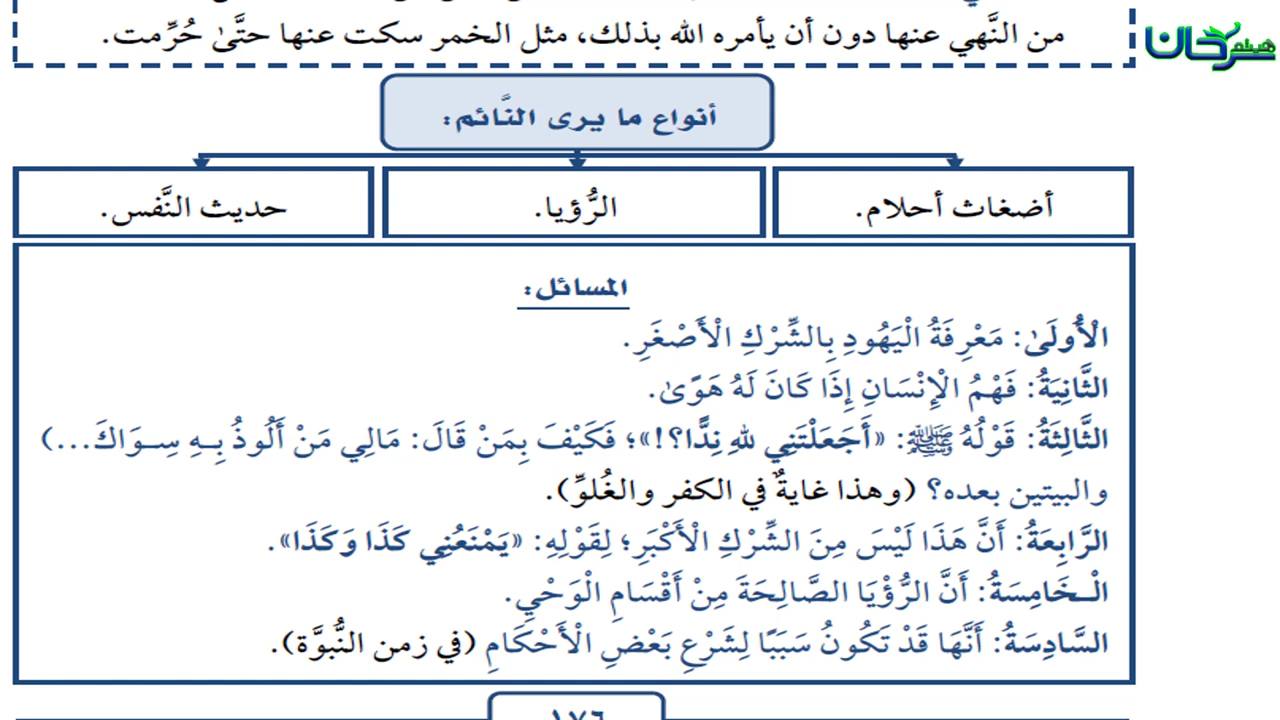 من النَّهي عنها دون أن يأمره الله بذلك، مثل الخمر سكت عنها حتَّىٰ حُرِّمت.
هيثم سرحان
أنواع ما يرى النَّائم:
أضغاث أحلام.
الرُّؤيا.
حديث النَّفس.
المسائل:
الْأُولَىٰ: مَعْرِفَةُ الْيَهُودِ بِالشِّرْكِ الْأَصْغَرِ.
الثَّانِيَةُ: فَهْمُ الْإِنْسَانِ إِذَا كَانَ لَهُ هَوًىٰ.
الثَّالِثَةُ: قَوْلُهُ ﷺ: «أَجَعَلْتَنِي لِلهِ نِدًّا؟!»؛ فَكَيْفَ بِمَنْ قَالَ: مَالِي مَنْ أَلُوذُ بِهِ سِوَاكَ...)
والبيتين بعده؟ (وهذا غايةٌ في الكفر والغُلوِّ).
الرَّابِعَةُ: أَنَّ هَذَا لَيْسَ مِنَ الشِّرْكِ الْأَكْبَرِ؛ لِقَوْلِهِ: «يَمْنَعُنِي كَذَا وَكَذَا».
الْخَامِسَةُ: أَنَّ الرُّؤْيَا الصَّالِحَةَ مِنْ أَقْسَامِ الْوَحْيِ.
السَّادِسَةُ: أَنَّهَا قَدْ تَكُونُ سَبَبًا لِشَرْعِ بَعْضِ الْأَحْكَامِ (في زمن النُّبوَّة).
١٧٦